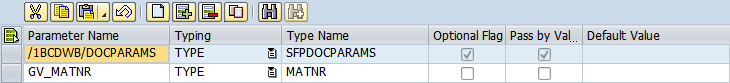 Parameter Name Typing Type Name Optional Flag Pass by Val.. Default Value
/1BCDWB/DOCPARAMS TYPE SFPDOCPARAMS
GV_MATNR TYPE MATNR